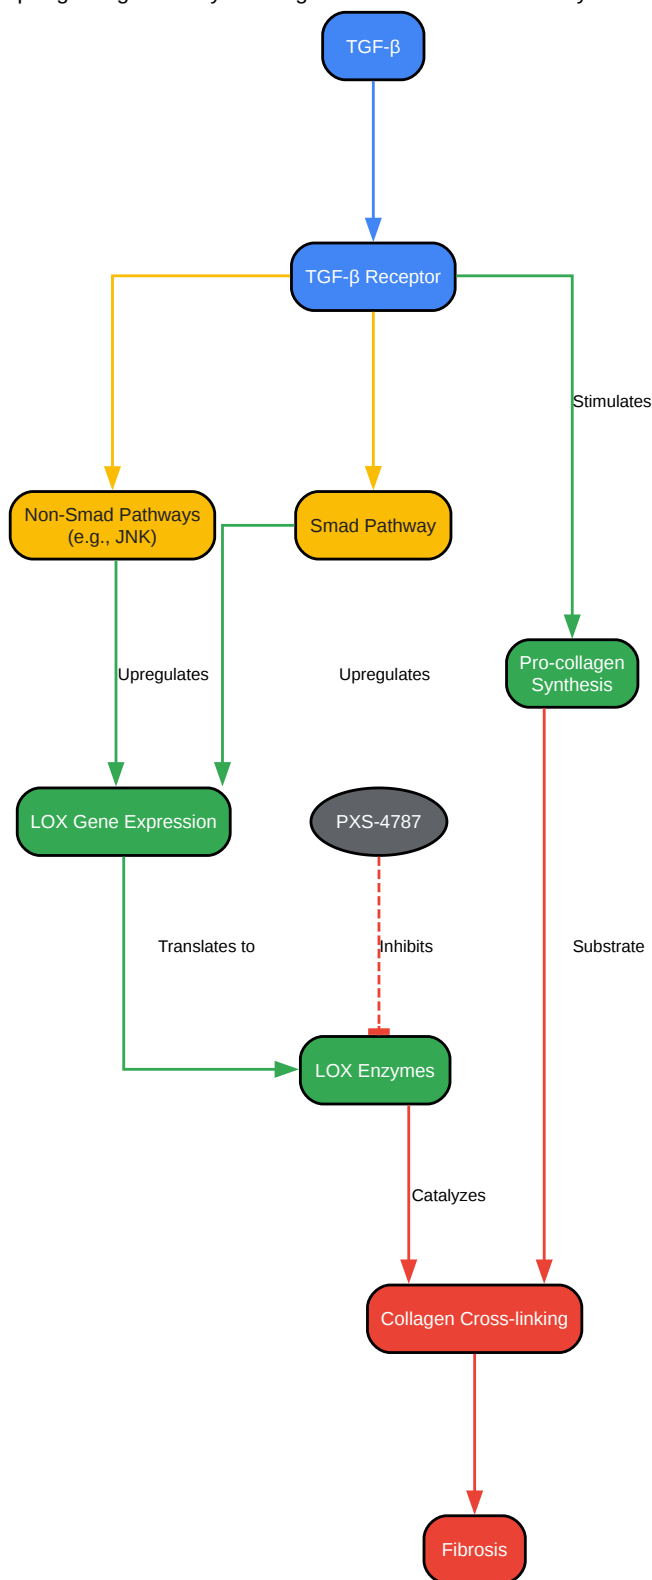 TGF-β
TGF-β Receptor
Stimulates
Non-Smad Pathways
(e.g., JNK)
Smad Pathway
Pro-collagen
Synthesis
Upregulates
Upregulates
LOX Gene Expression
PXS-4787
Translates to
Inhibits
Substrate
LOX Enzymes
Catalyzes
Collagen Cross-linking
Fibrosis